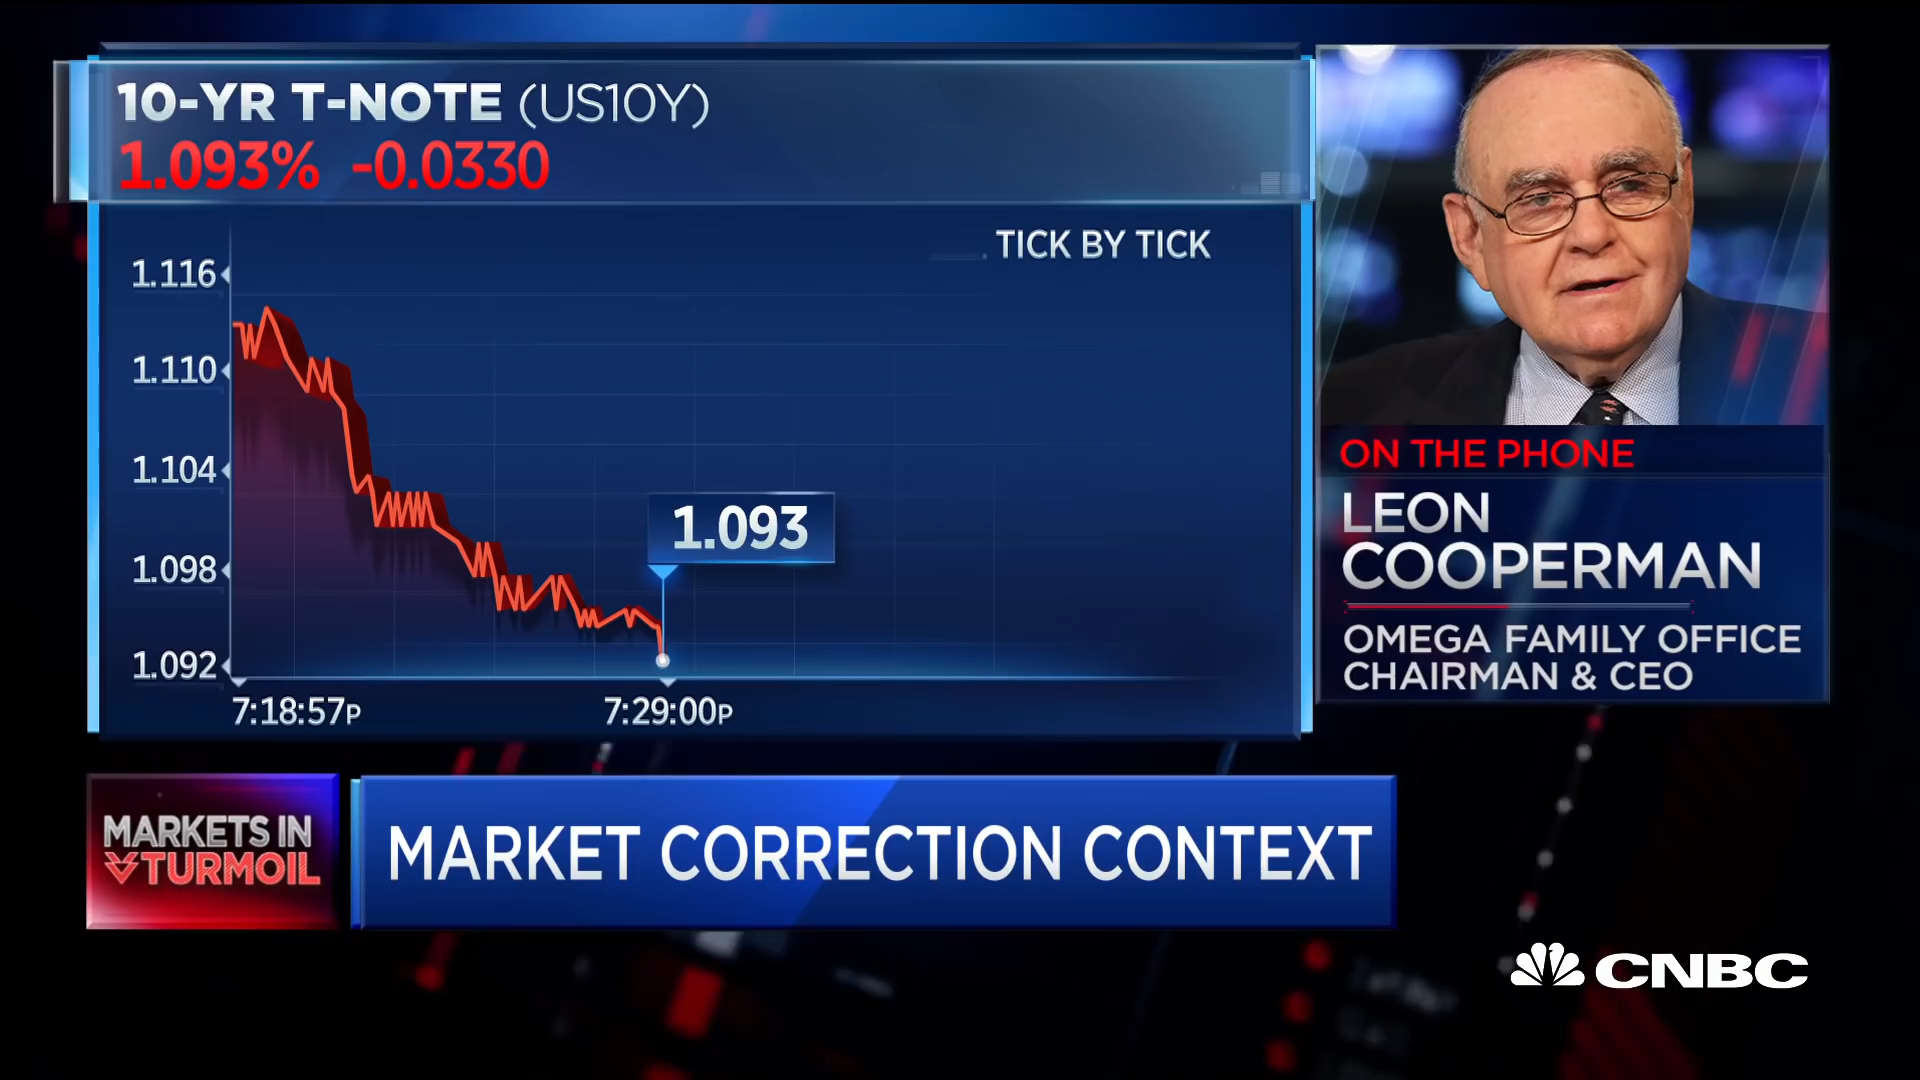 10-YR T-NOTE (US10Y)
1.093% -0.0330
TICK BY TICK
1.116
1.110
1.104
1.098
1.092
1.093
7:18:57P
7:29:00P
ON THE PHONE
LEON
COOPERMAN
OMEGA FAMILY OFFICE
CHAIRMAN & CEO
MARKETS IN
TURMOIL
MARKET CORRECTION CONTEXT
CNBC